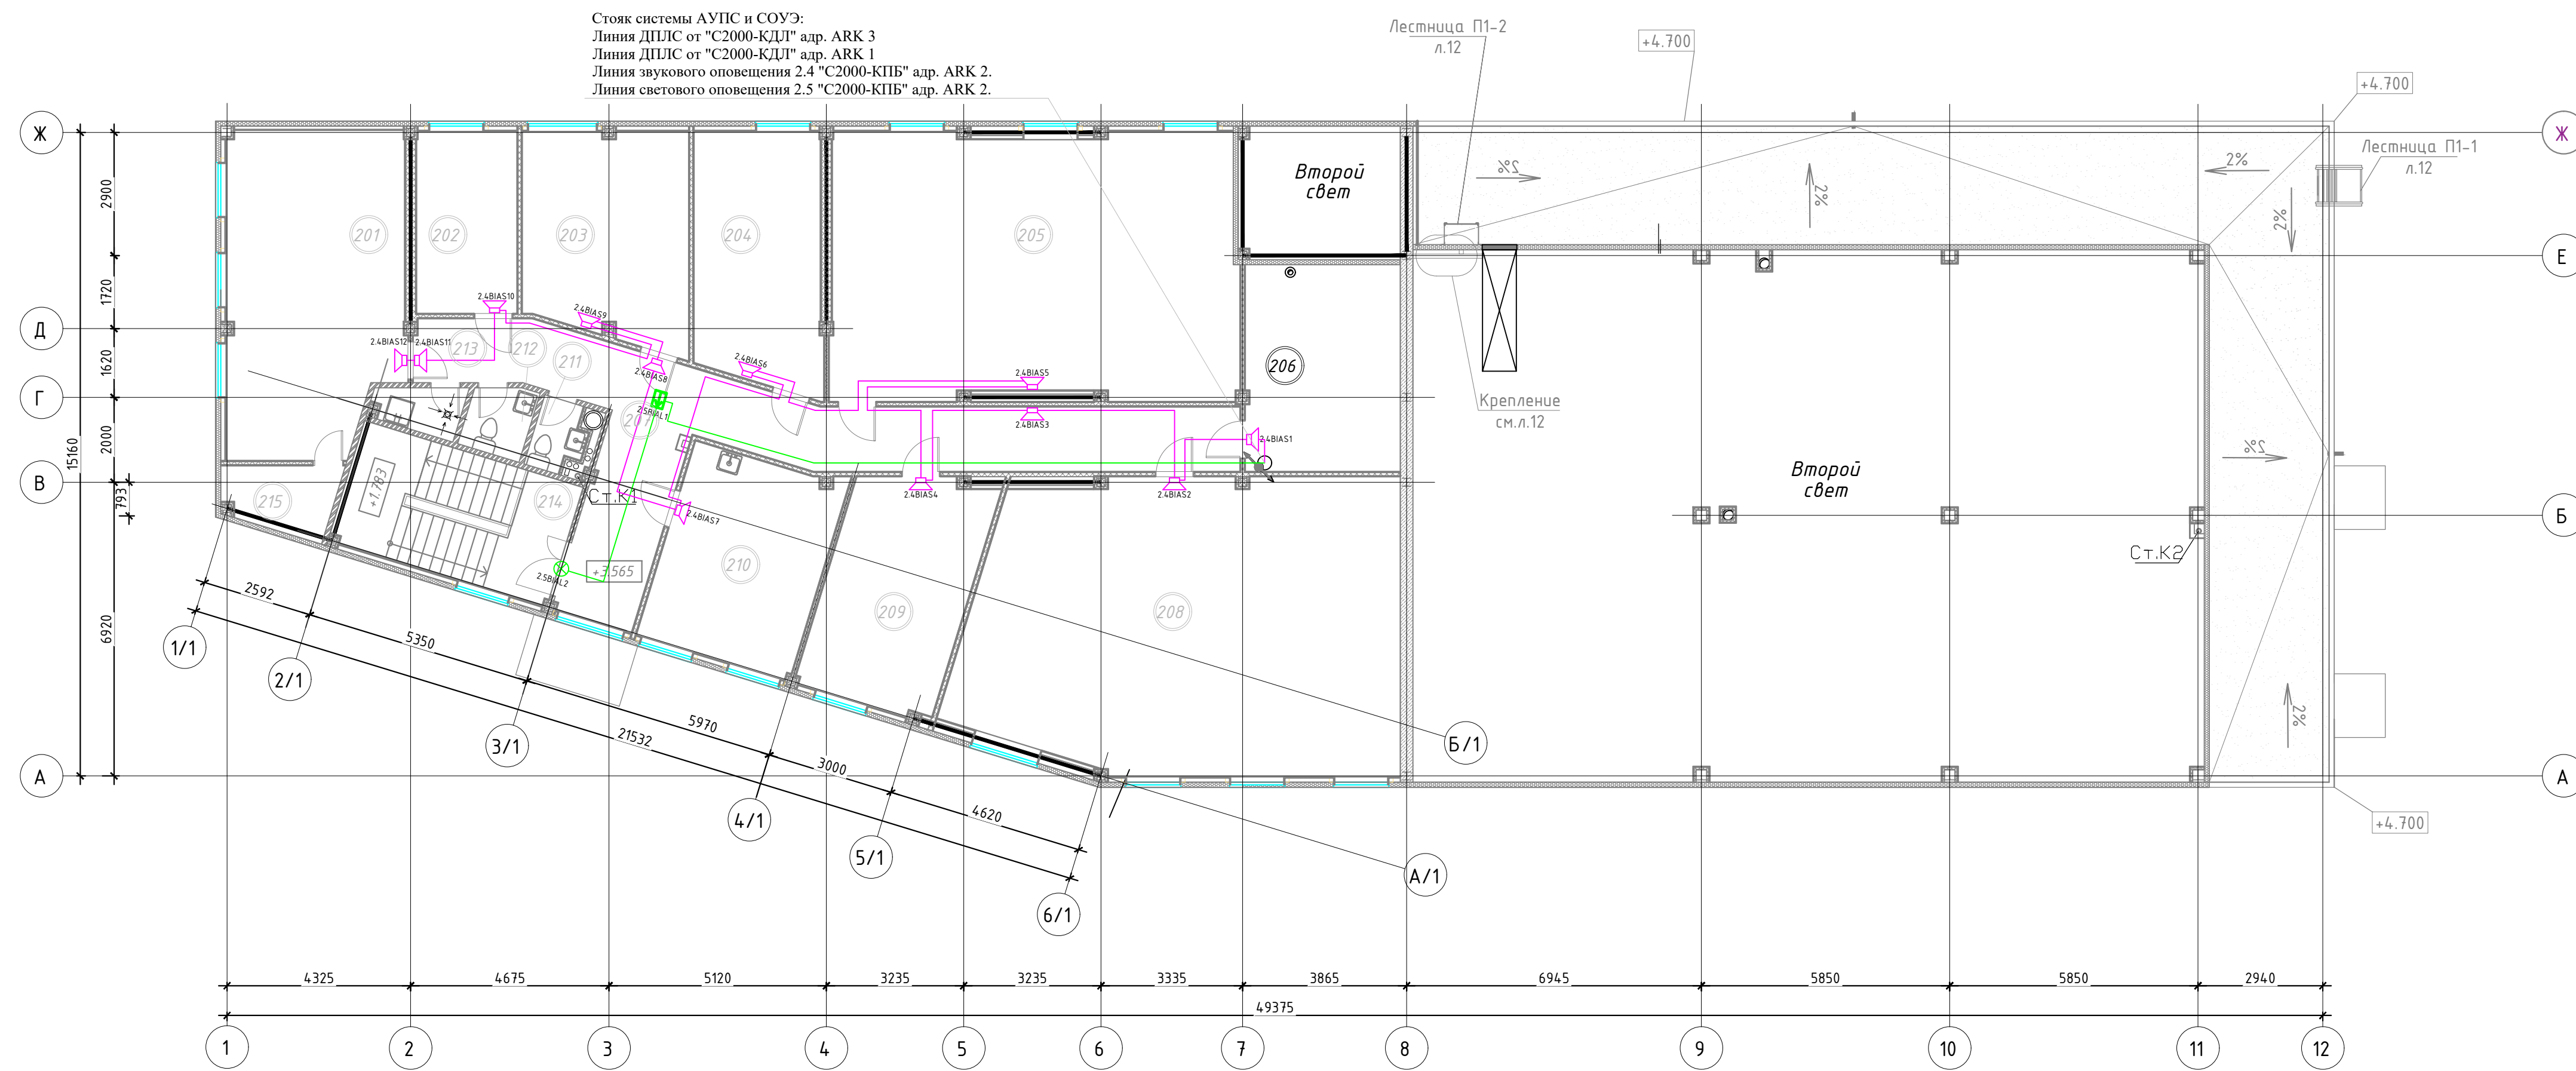 Стояк системы АУПС и СОУЭ:
Линия ДПЛС от "С2000-КДЛ" адр. ARK 3
Линия ДПЛС от "С2000-КДЛ" адр. ARK 1
Линия звукового оповещения 2.4 "С2000-КПБ" адр. ARK 2.
Линия светового оповещения 2.5 "С2000-КПБ" адр. ARK 2.
Лестница П1-2
л.12
+4.700
+4.700
Ж
Ж
Лестница П1-1
л.12
Второй
свет
2%
2%
2%
2%
2900
201
202
203
204
205
Е
1720
2.4BIAS10
2.4BIAS9
Д
2.4BIAS12
2.4BIAS11
213
212
211
2.4BIAS8
2.4BIAS6
2.4BIAS5
206
1620
Г
2.5BIAL1
207
2.4BIAS3
2.4BIAS1
Крепление
см.л.12
15160
2000
2%
Второй
свет
В
793
+1.783
215
214
Ст.К1
2.4BIAS7
2.4BIAS4
2.4BIAS2
Б
Ст.К2
2.5BIAL2
+3.565
210
209
208
6920
2592
5350
5970
21532
3000
4620
2%
1/1
2/1
3/1
4/1
5/1
6/1
Б/1
А/1
А
А
+4.700
4325
4675
5120
3235
3235
3335
3865
6945
5850
5850
2940
49375
1
2
3
4
5
6
7
8
9
10
11
12